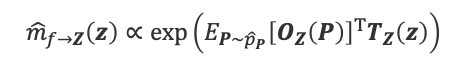 m̂_{f→Z}(z) ∝ exp(E_{P∼p̂_P}[O_Z(P)]^T T_Z(z))